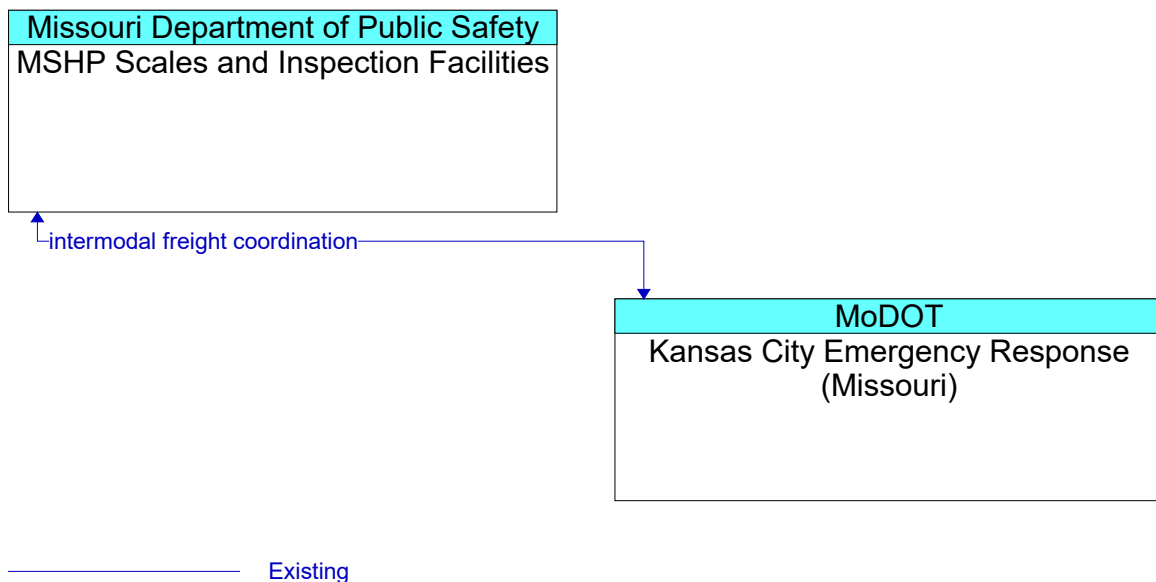 Missouri Department of Public Safety
MSHP Scales and Inspection Facilities
intermodal freight coordination
MoDOT
Kansas City Emergency Response
(Missouri)
Existing